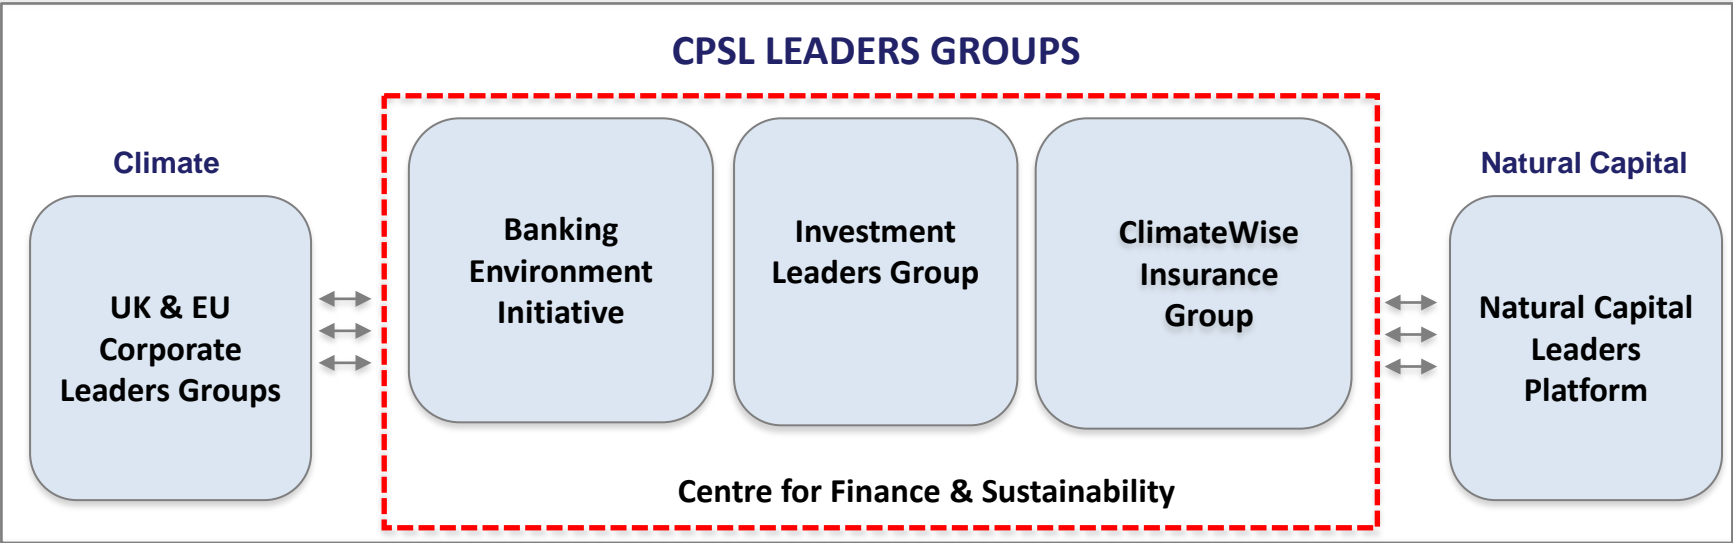 CPSL LEADERS GROUPS
Climate
UK & EU
Corporate
Leaders Groups
Banking
Environment
Initiative
Investment
Leaders Group
ClimateWise
Insurance
Group
Centre for Finance & Sustainability
Natural Capital
Natural Capital
Leaders
Platform